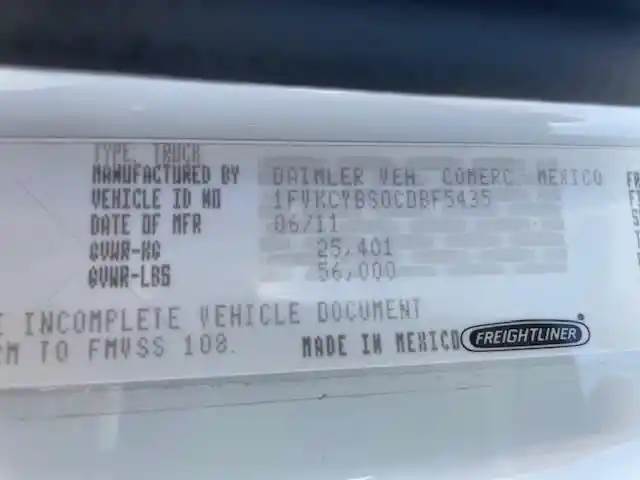 TYPE. TRUCK
MANUFACTURED BY DAIMLER VEH. COMERC. MEXICO
VEHICLE ID NO 1FVKCYBS0CDBF5435
DATE OF MFR 06/11
GVWR-KG 25,401
GVWR-LBS 56,000
INCOMPLETE VEHICLE DOCUMENT
TO FMVSS 108. MADE IN MEXICO FREIGHTLINER®